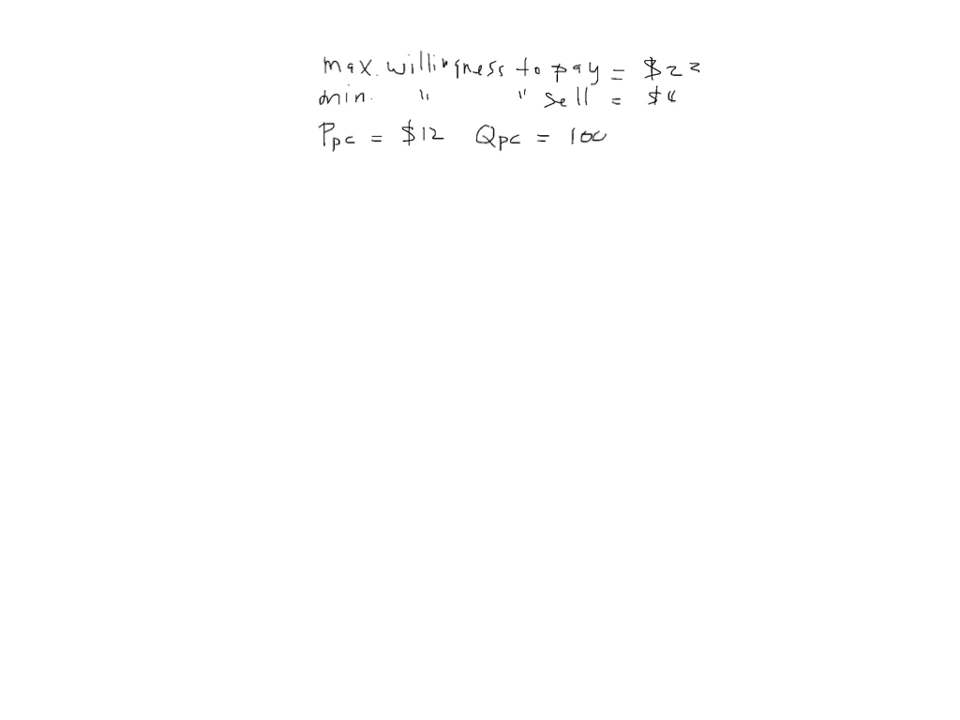 max. willingness to pay = $22
min. " " sell = $4
Ppc = $12 Qpc = 100